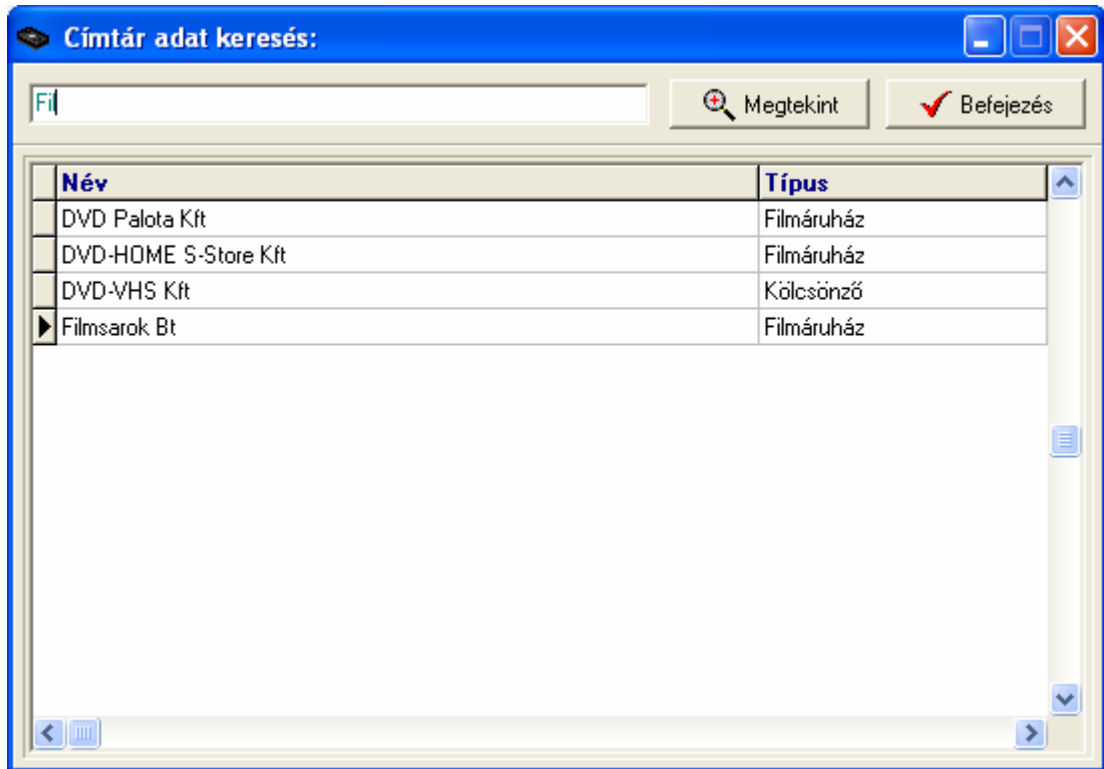 Címtár adat keresés:
Fil Megtekint Befejezés
Név Típus
DVD Palota Kft Filmáruház
DVD-HOME S-Store Kft Filmáruház
DVD-VHS Kft Kölcsönző
Filmsarok Bt Filmáruház